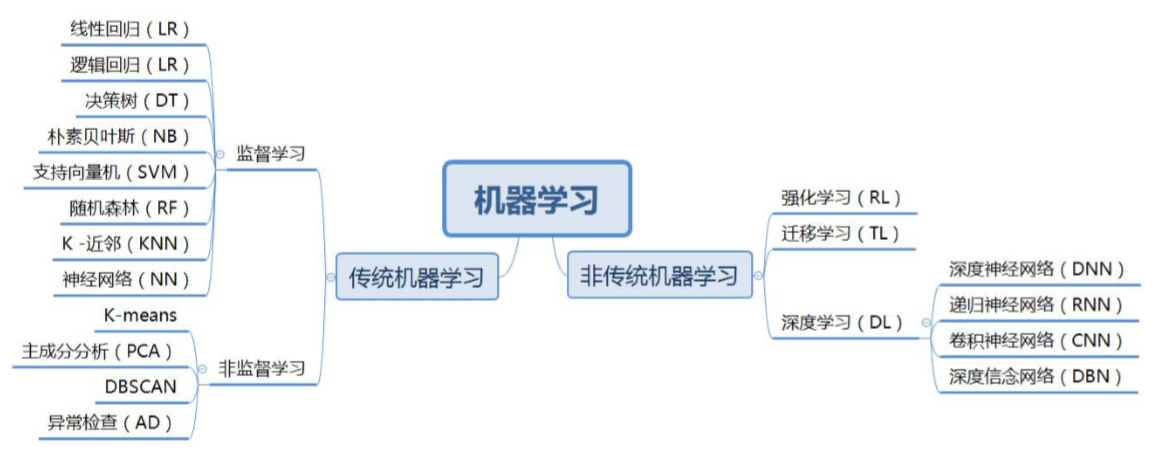 机器学习
传统机器学习
监督学习
线性回归（LR）
逻辑回归（LR）
决策树（DT）
朴素贝叶斯（NB）
支持向量机（SVM）
随机森林（RF）
K -近邻（KNN）
神经网络（NN）
非监督学习
K-means
主成分分析（PCA）
DBSCAN
异常检查（AD）
非传统机器学习
强化学习（RL）
迁移学习（TL）
深度学习（DL）
深度神经网络（DNN）
递归神经网络（RNN）
卷积神经网络（CNN）
深度信念网络（DBN）